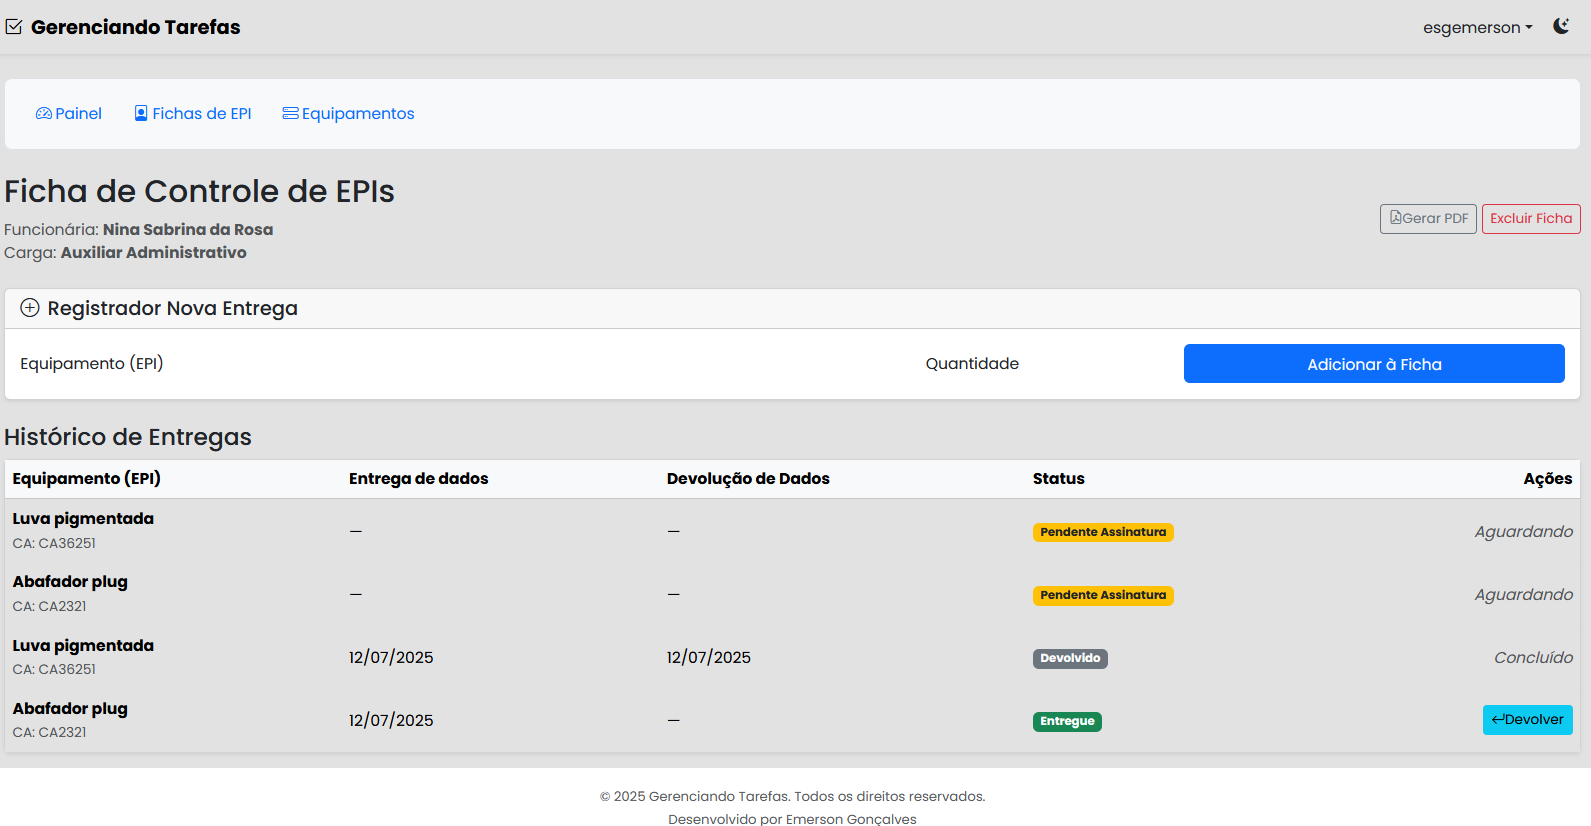 Gerenciando Tarefas
esgemerson
Painel
Fichas de EPI
Equipamentos
Ficha de Controle de EPIs
Funcionária: Nina Sabrina da Rosa
Carga: Auxiliar Administrativo
Gerar PDF
Excluir Ficha
Registrador Nova Entrega
Equipamento (EPI)
Quantidade
Adicionar à Ficha
Histórico de Entregas
Equipamento (EPI) Entrega de dados Devolução de Dados Status Ações
Luva pigmentada
CA: CA36251
— — Pendente Assinatura Aguardando
Abafador plug
CA: CA2321
— — Pendente Assinatura Aguardando
Luva pigmentada
CA: CA36251
12/07/2025 12/07/2025 Devolvido Concluído
Abafador plug
CA: CA2321
12/07/2025 — Entregue Devolver
© 2025 Gerenciando Tarefas. Todos os direitos reservados.
Desenvolvido por Emerson Gonçalves